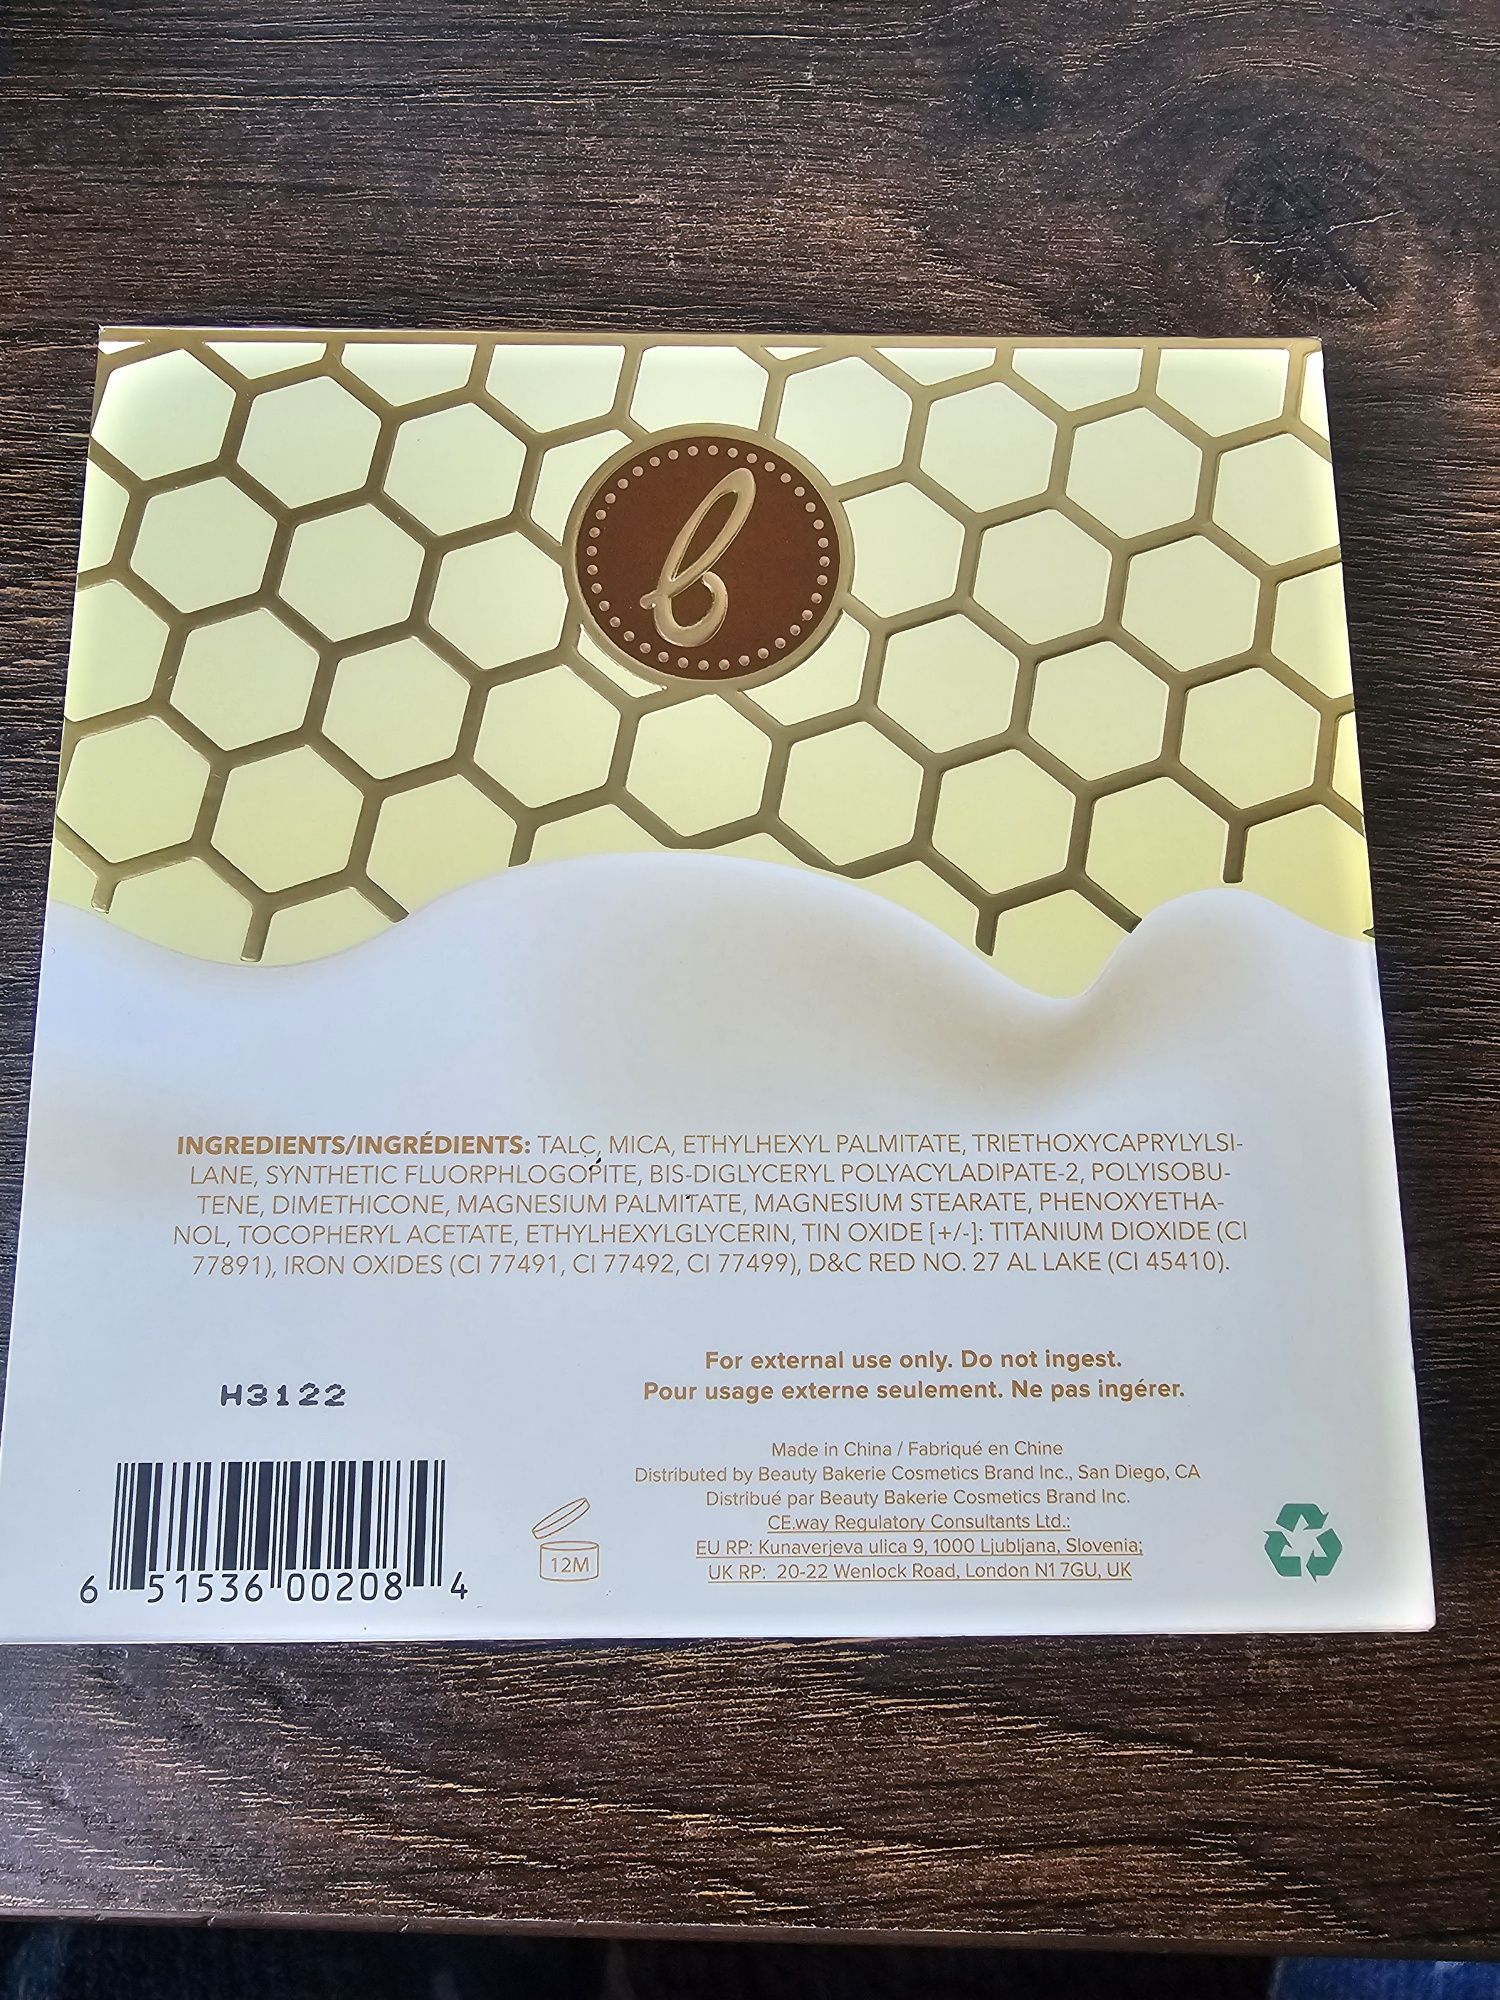 b
INGREDIENTS/INGRÉDIENTS: TALC, MICA, ETHYLHEXYL PALMITATE, TRIETHOXYCAPRYLYLSI-
LANE, SYNTHETIC FLUORPHLOGOPITE, BIS-DIGLYCERYL POLYACYLADIPATE-2, POLYISOBU-
TENE, DIMETHICONE, MAGNESIUM PALMITATE, MAGNESIUM STEARATE, PHENOXYETHA-
NOL, TOCOPHERYL ACETATE, ETHYLHEXYLGLYCERIN, TIN OXIDE [+/-]: TITANIUM DIOXIDE (CI
77891), IRON OXIDES (CI 77491, CI 77492, CI 77499), D&C RED NO. 27 AL LAKE (CI 45410).
For external use only. Do not ingest.
Pour usage externe seulement. Ne pas ingérer.
H3122
Made in China / Fabriqué en Chine
Distributed by Beauty Bakerie Cosmetics Brand Inc., San Diego, CA
Distribué par Beauty Bakerie Cosmetics Brand Inc.
CE.way Regulatory Consultants Ltd.:
EU RP: Kunaverjeva ulica 9, 1000 Ljubljana, Slovenia;
UK RP: 20-22 Wenlock Road, London N1 7GU, UK
12M
6 51536 00208 4